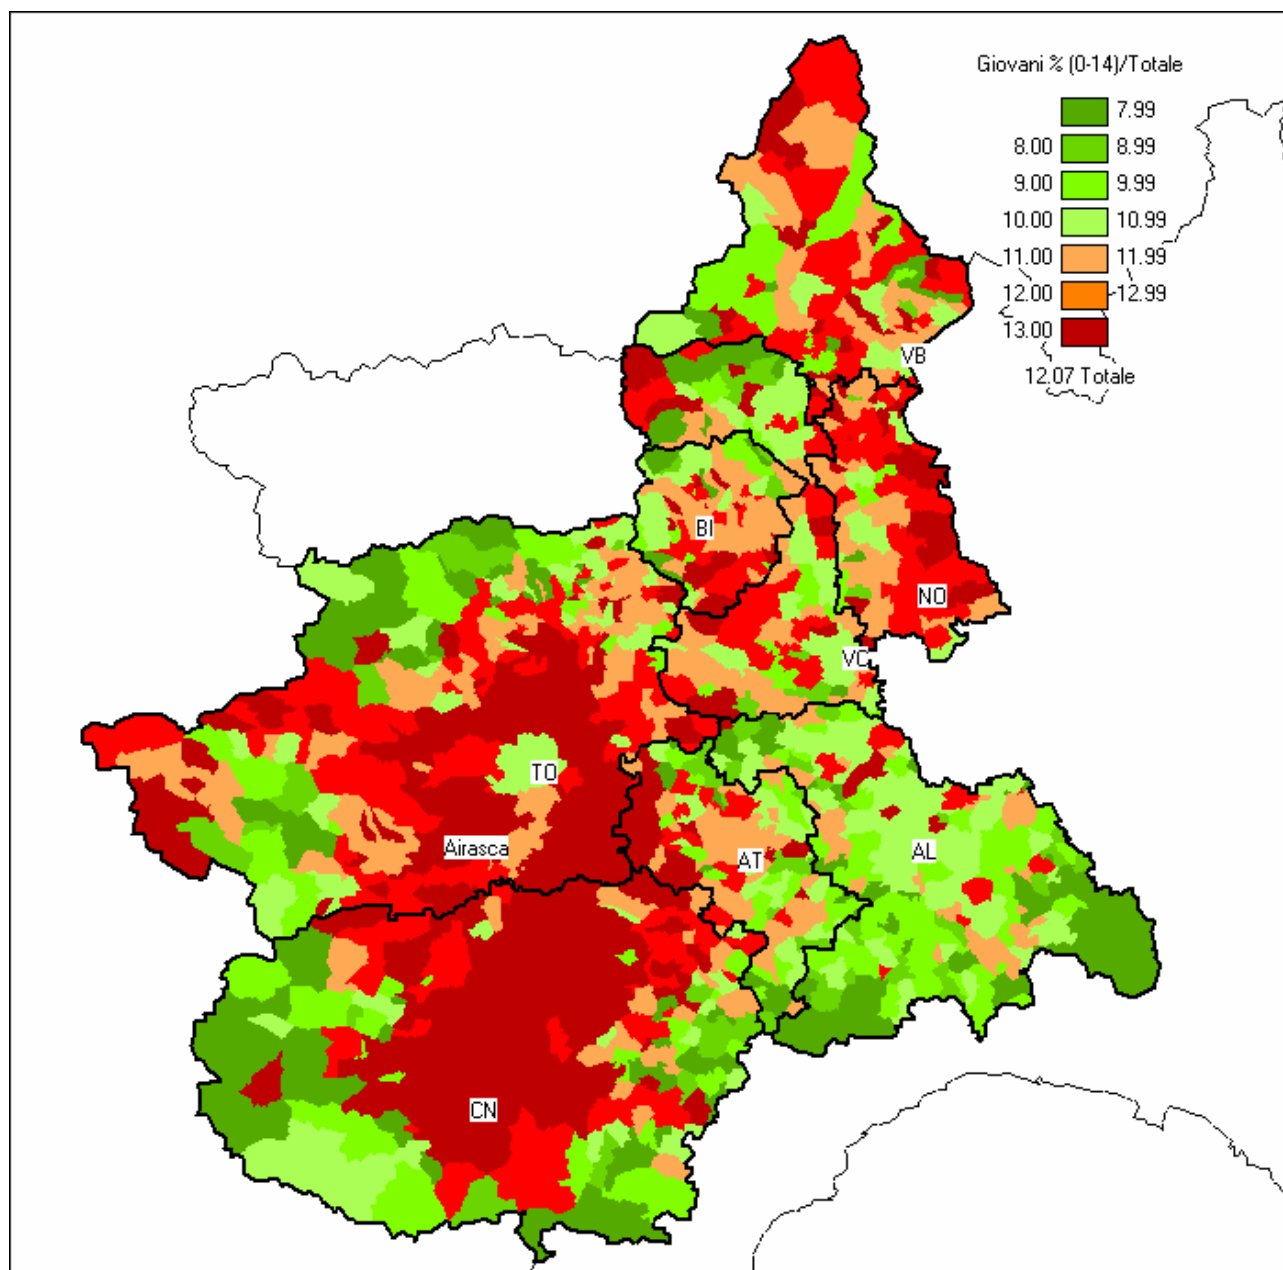 Giovani % (0-14)/Totale
7.99
8.00 8.99
9.00 9.99
10.00 10.99
11.00 11.99
12.00 12.99
13.00
12.07 Totale
VB
BI
NO
VC
TO
Airasca
AT
AL
CN